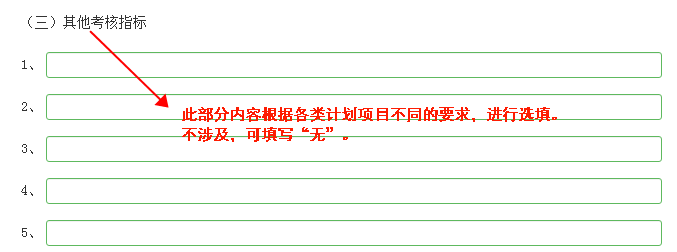 （三）其他考核指标
1、
2、
此部分内容根据各类计划项目不同的要求，进行选填。
不涉及，可填写“无”。
3、
4、
5、